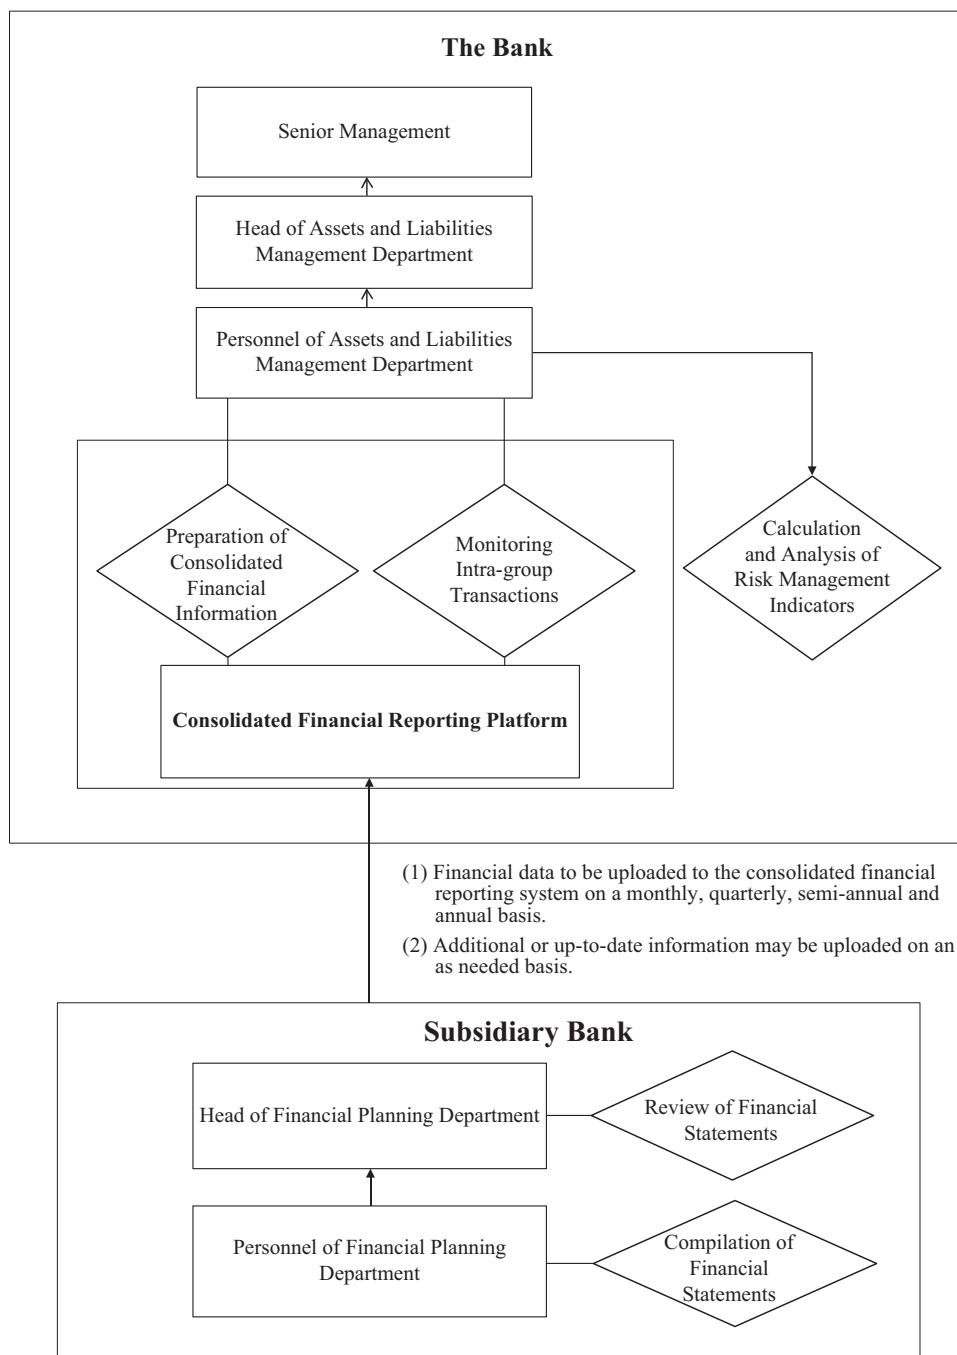 The Bank
Senior Management
Head of Assets and Liabilities
Management Department
Personnel of Assets and Liabilities
Management Department
Preparation of
Consolidated
Financial
Information
Monitoring
Intra-group
Transactions
Calculation
and Analysis of
Risk Management
Indicators
Consolidated Financial Reporting Platform
(1) Financial data to be uploaded to the consolidated financial
reporting system on a monthly, quarterly, semi-annual and
annual basis.
(2) Additional or up-to-date information may be uploaded on an
as needed basis.
Subsidiary Bank
Head of Financial Planning Department
Review of Financial
Statements
Personnel of Financial Planning
Department
Compilation of
Financial
Statements